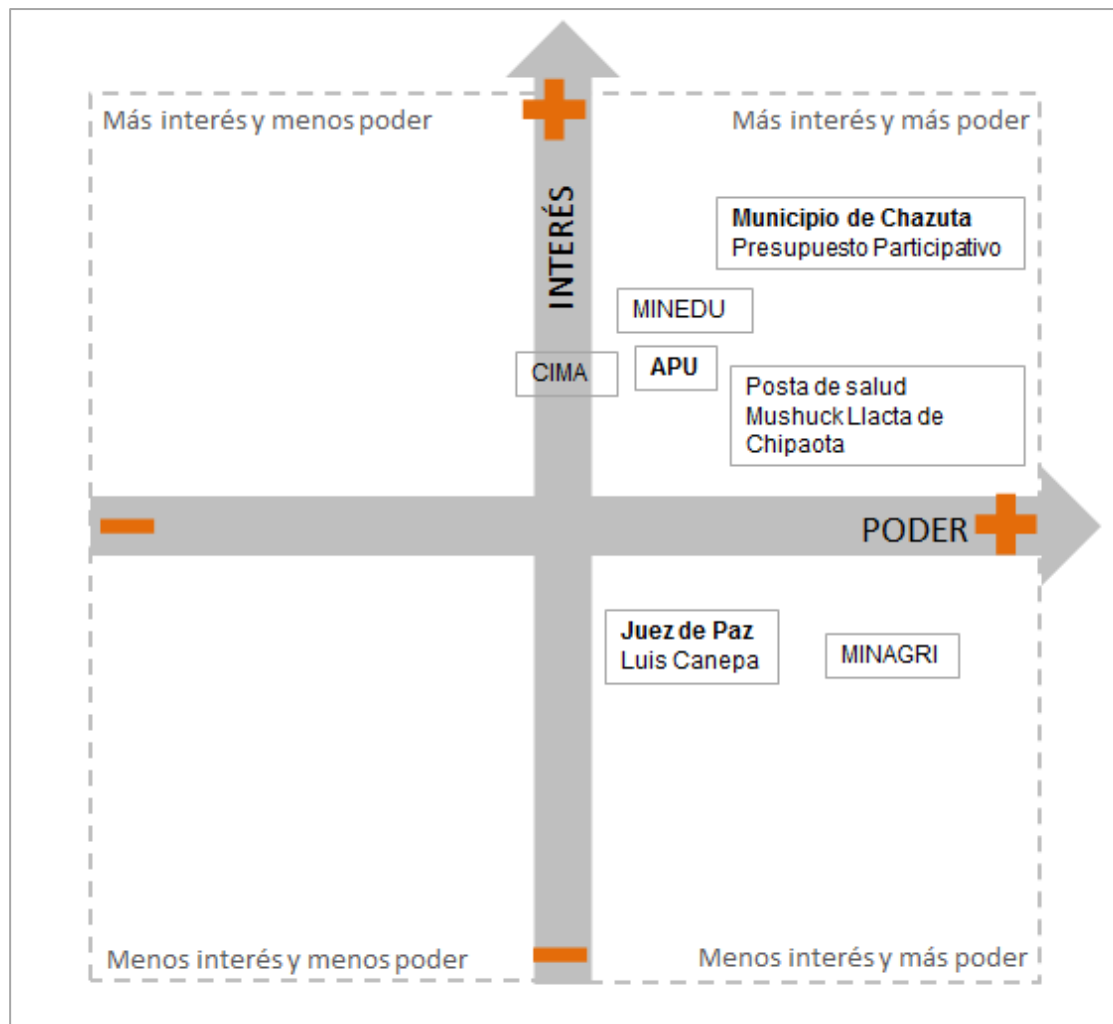 Más interés y menos poder
Más interés y más poder
INTERÉS
Municipio de Chazuta
Presupuesto Participativo
MINEDU
CIMA
APU
Posta de salud
Mushuck Llacta de
Chipaota
PODER
Juez de Paz
Luis Canepa
MINAGRI
Menos interés y menos poder
Menos interés y más poder